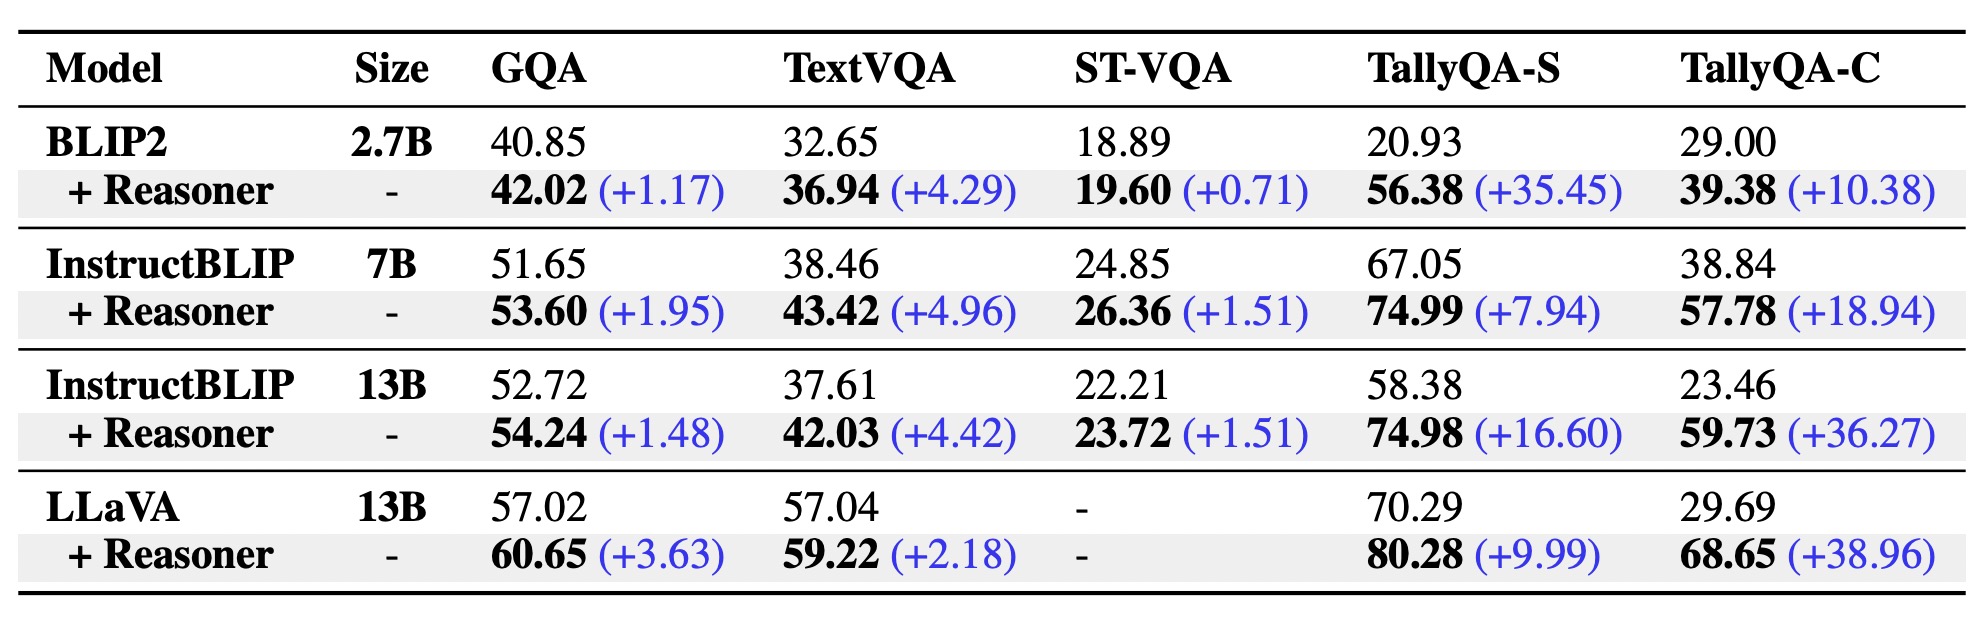 Model Size GQA TextVQA ST-VQA TallyQA-S TallyQA-C
BLIP2 2.7B 40.85 32.65 18.89 20.93 29.00
+ Reasoner - 42.02 (+1.17) 36.94 (+4.29) 19.60 (+0.71) 56.38 (+35.45) 39.38 (+10.38)
InstructBLIP 7B 51.65 38.46 24.85 67.05 38.84
+ Reasoner - 53.60 (+1.95) 43.42 (+4.96) 26.36 (+1.51) 74.99 (+7.94) 57.78 (+18.94)
InstructBLIP 13B 52.72 37.61 22.21 58.38 23.46
+ Reasoner - 54.24 (+1.48) 42.03 (+4.42) 23.72 (+1.51) 74.98 (+16.60) 59.73 (+36.27)
LLaVA 13B 57.02 57.04 - 70.29 29.69
+ Reasoner - 60.65 (+3.63) 59.22 (+2.18) - 80.28 (+9.99) 68.65 (+38.96)